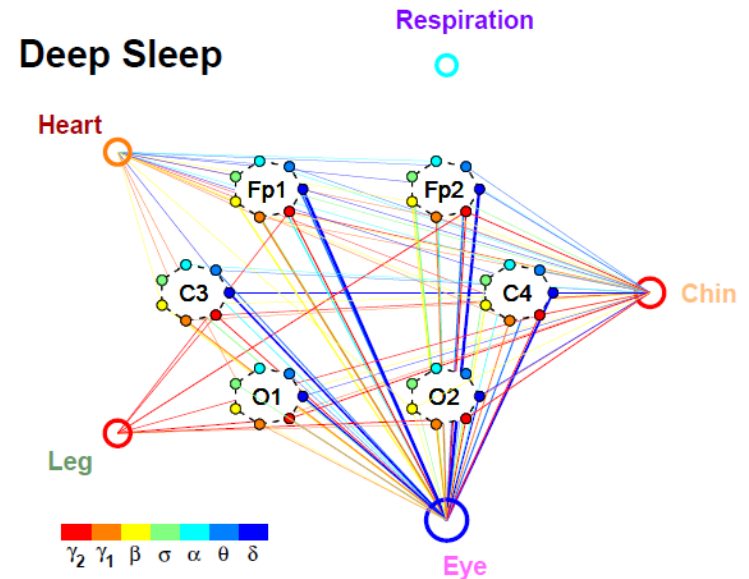 Respiration
Deep Sleep
Heart
Fp1 Fp2
C3 C4
Chin
O1 O2
Leg
γ₂ γ₁ β σ α θ δ
Eye